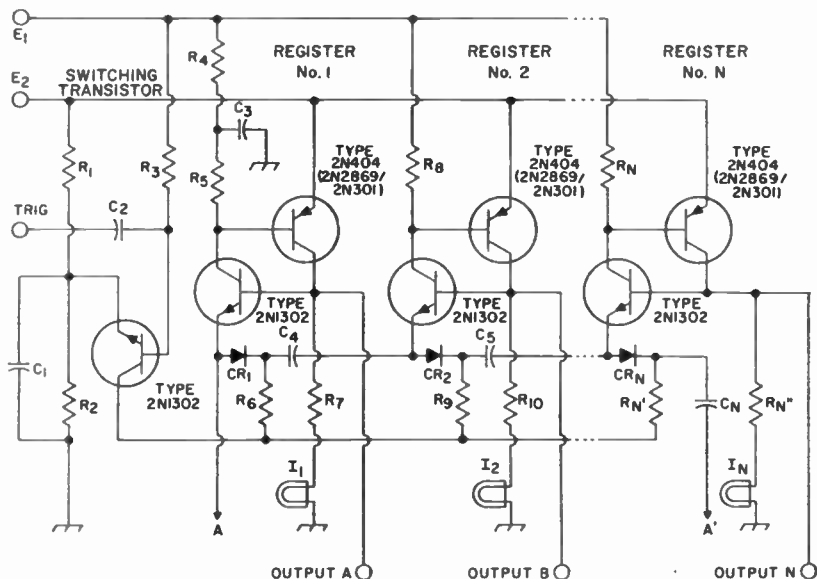 E1
E2
SWITCHING
TRANSISTOR
R4
REGISTER
No. 1
REGISTER
No. 2
REGISTER
No. N
C3
R1
R3
R5
TYPE
2N404
(2N2869/
2N301)
R8
TYPE
2N404
(2N2869/
2N301)
RN
TYPE
2N404
(2N2869/
2N301)
TRIG
C2
TYPE
2N1302
TYPE
2N1302
TYPE
2N1302
C1
R2
TYPE
2N1302
CR1
C4
R6
R7
CR2
C5
R9
R10
CRN
RN'
CN
RN"
I1
I2
IN
A
A'
OUTPUT A
OUTPUT B
OUTPUT N